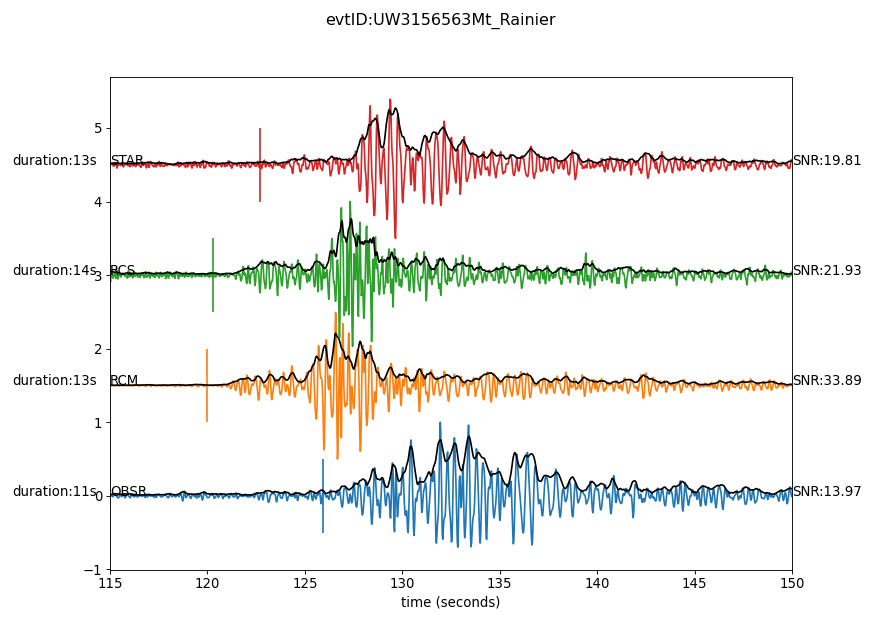 evtID:UW3156563Mt_Rainier
5
duration:13s STAR SNR:19.81
4
duration:14s RCS SNR:21.93
3
2
duration:13s RCM SNR:33.89
1
duration:11s OBSR SNR:13.97
0
−1
115 120 125 130 135 140 145 150
time (seconds)